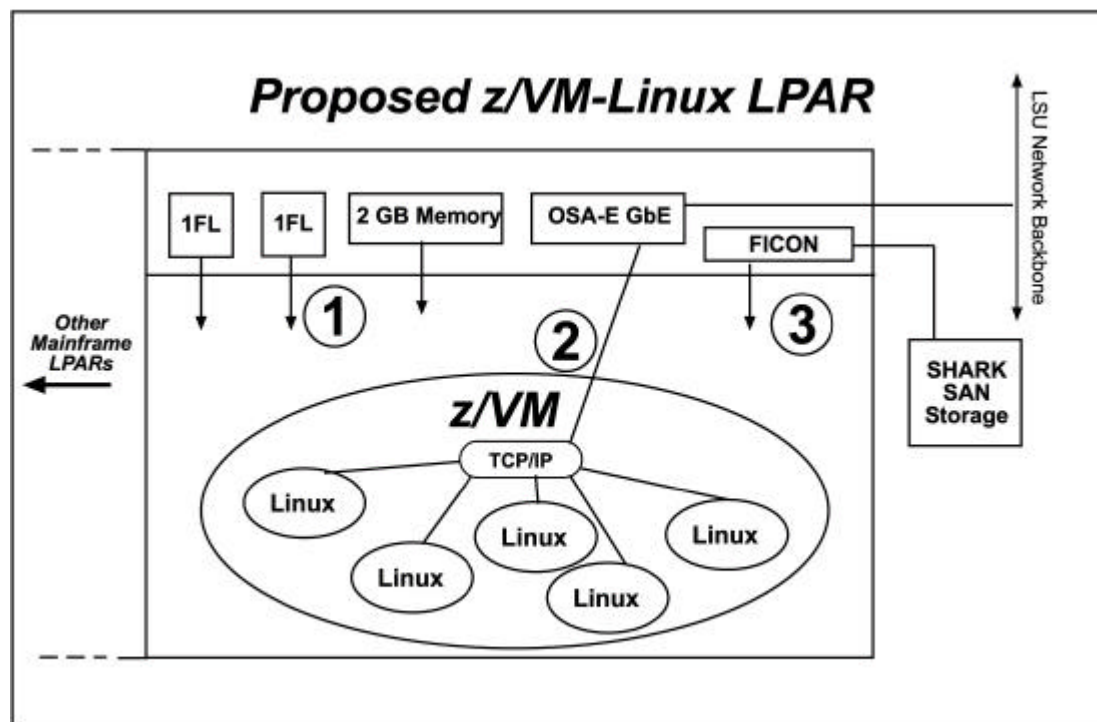 Proposed z/VM-Linux LPAR
LSU Network Backbone
1FL
1FL
2 GB Memory
OSA-E GbE
FICON
1
2
3
Other
Mainframe
LPARs
SHARK
SAN
Storage
z/VM
TCP/IP
Linux
Linux
Linux
Linux
Linux